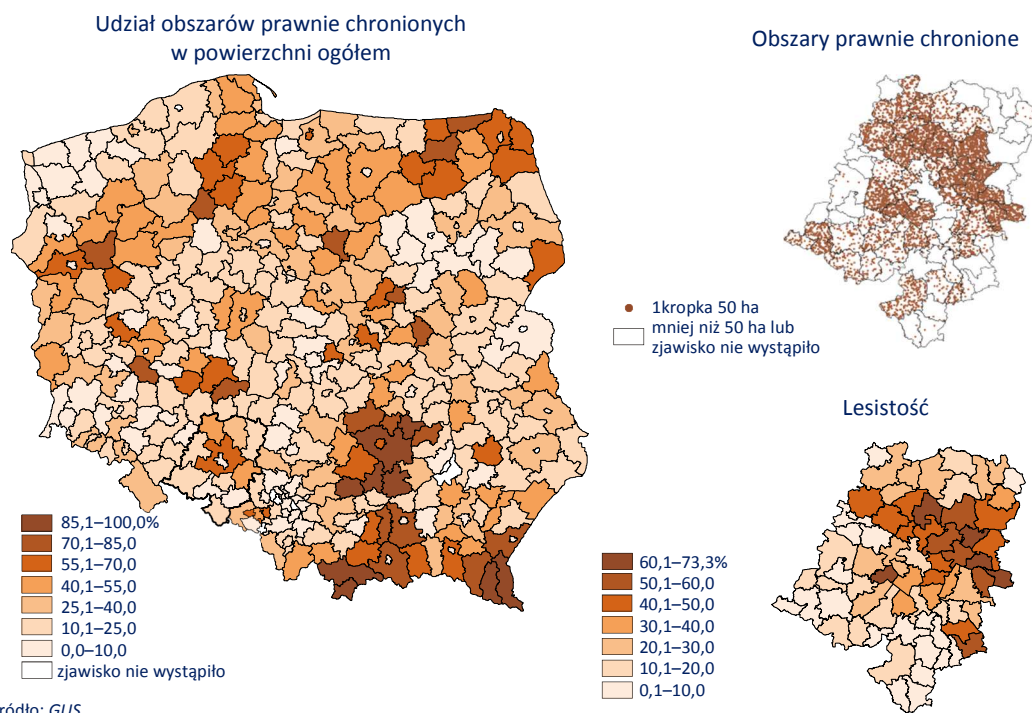 Udział obszarów prawnie chronionych
w powierzchni ogółem
85,1–100,0%
70,1–85,0
55,1–70,0
40,1–55,0
25,1–40,0
10,1–25,0
0,0–10,0
zjawisko nie wystąpiło
Obszary prawnie chronione
1kropka 50 ha
mniej niż 50 ha lub
zjawisko nie wystąpiło
Lesistość
60,1–73,3%
50,1–60,0
40,1–50,0
30,1–40,0
20,1–30,0
10,1–20,0
0,1–10,0
ródło: GUS